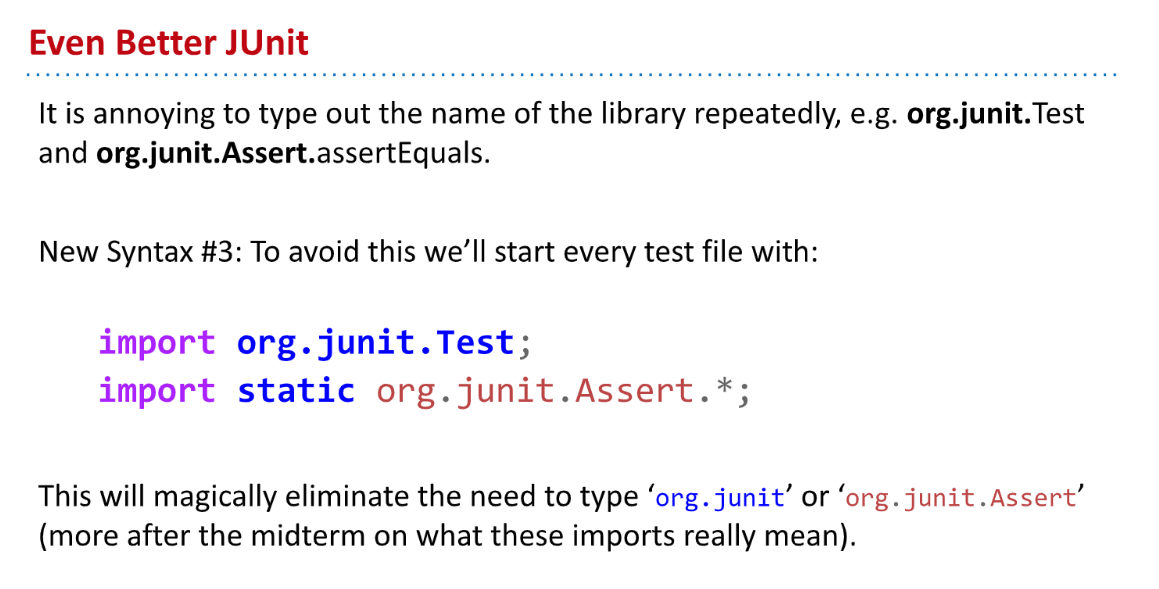 Even Better JUnit
It is annoying to type out the name of the library repeatedly, e.g. org.junit.Test
and org.junit.Assert.assertEquals.
New Syntax #3: To avoid this we’ll start every test file with:
import org.junit.Test;
import static org.junit.Assert.*;
This will magically eliminate the need to type ‘org.junit’ or ‘org.junit.Assert’
(more after the midterm on what these imports really mean).